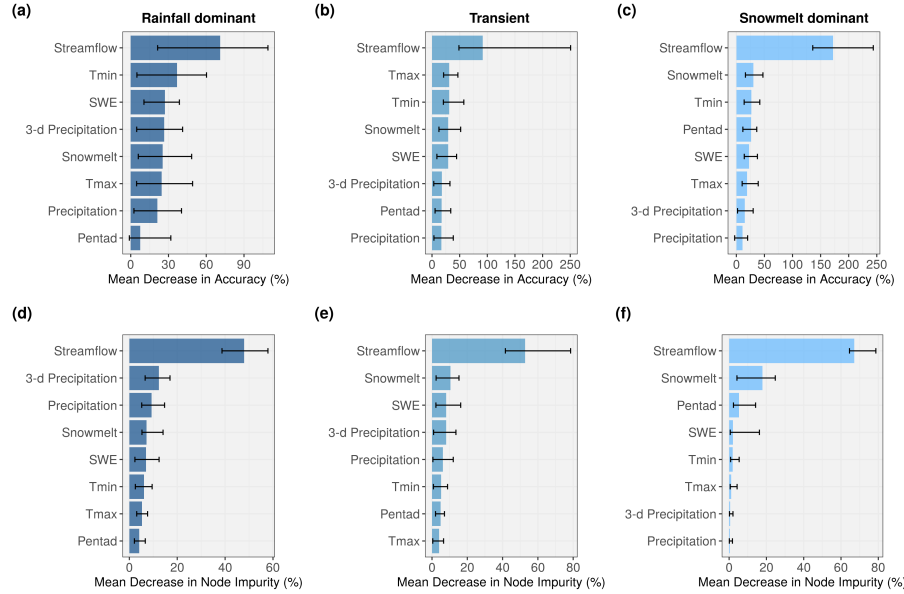 (a)
Rainfall dominant
Streamflow
Tmin
SWE
3-d Precipitation
Snowmelt
Tmax
Precipitation
Pentad
0 30 60 90
Mean Decrease in Accuracy (%)
(b)
Transient
Streamflow
Tmax
Tmin
Snowmelt
SWE
3-d Precipitation
Pentad
Precipitation
0 50 100 150 200 250
Mean Decrease in Accuracy (%)
(c)
Snowmelt dominant
Streamflow
Snowmelt
Tmin
Pentad
SWE
Tmax
3-d Precipitation
Precipitation
0 50 100 150 200 250
Mean Decrease in Accuracy (%)
(d)
Streamflow
3-d Precipitation
Precipitation
Snowmelt
SWE
Tmin
Tmax
Pentad
0 20 40 60
Mean Decrease in Node Impurity (%)
(e)
Streamflow
Snowmelt
SWE
3-d Precipitation
Precipitation
Tmin
Pentad
Tmax
0 20 40 60 80
Mean Decrease in Node Impurity (%)
(f)
Streamflow
Snowmelt
Pentad
SWE
Tmin
Tmax
3-d Precipitation
Precipitation
0 20 40 60 80
Mean Decrease in Node Impurity (%)